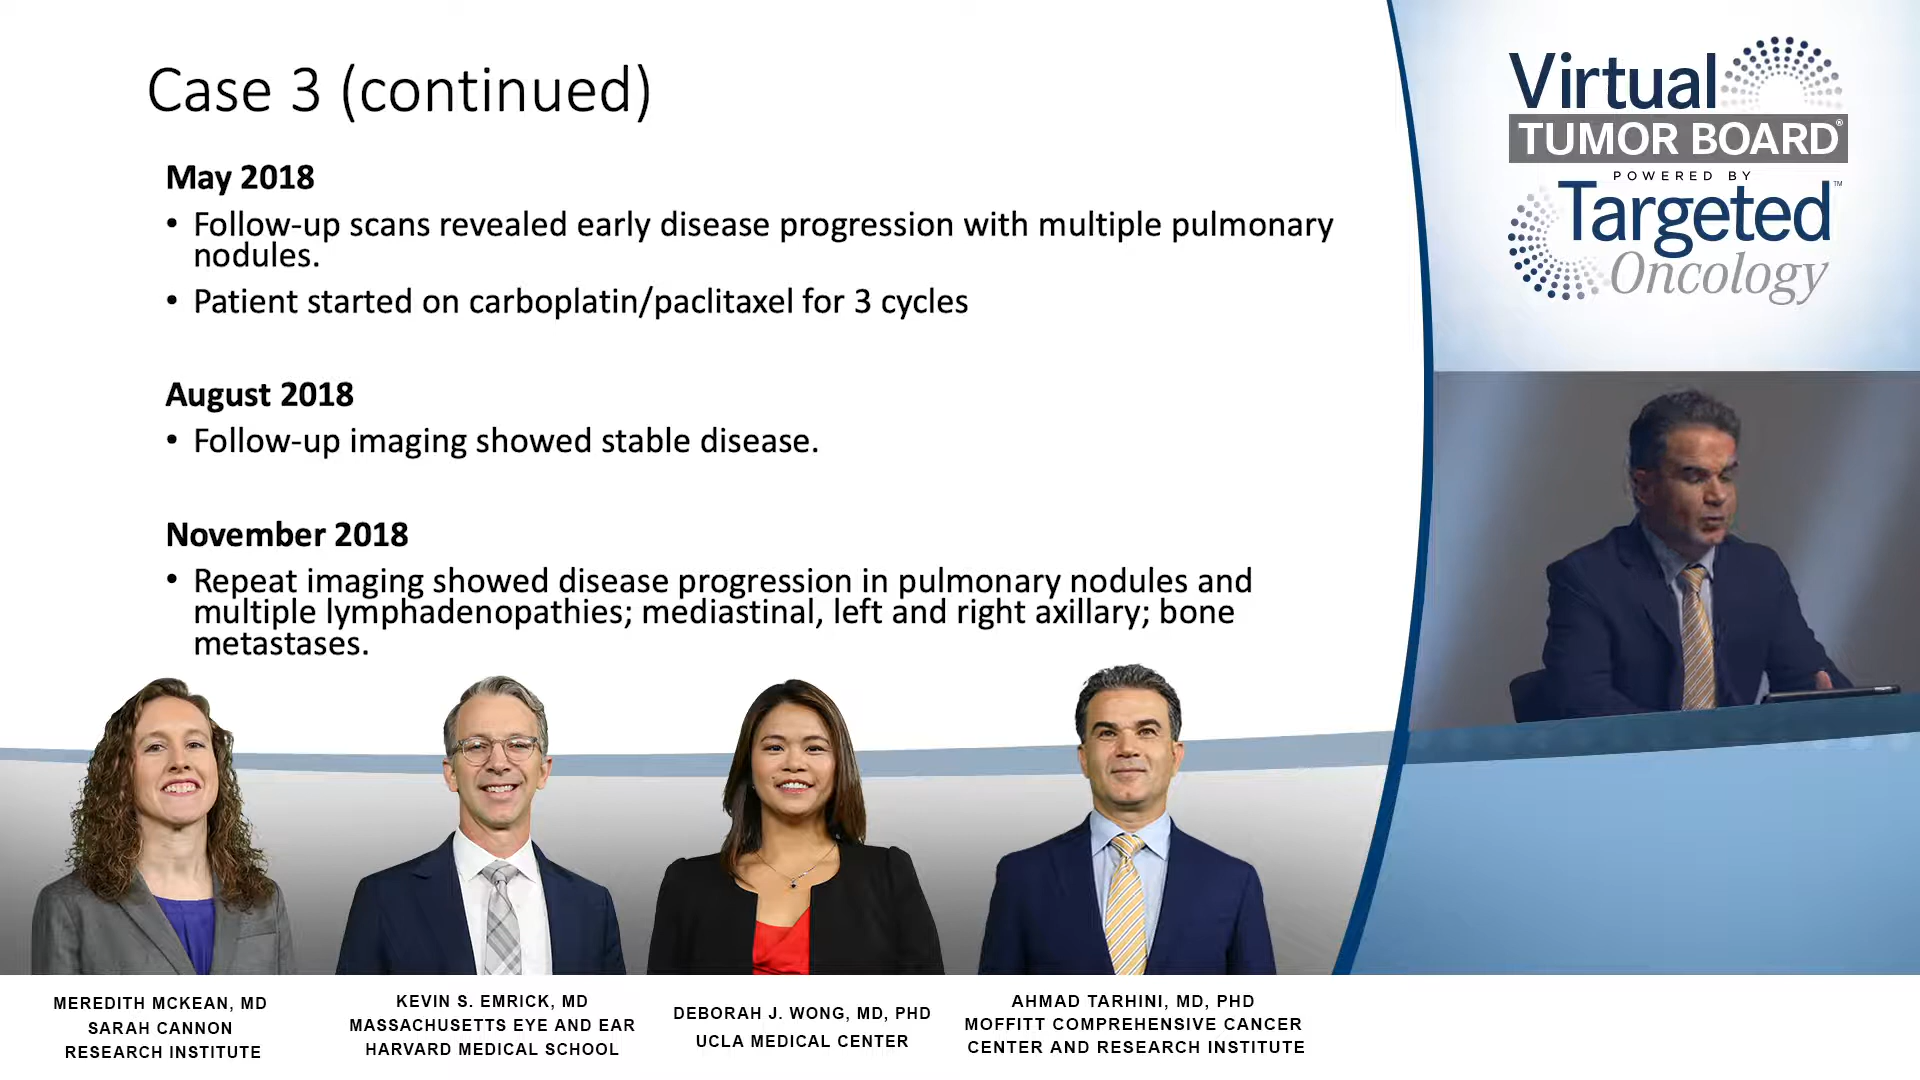 Case 3 (continued)
May 2018
• Follow-up scans revealed early disease progression with multiple pulmonary
nodules.
• Patient started on carboplatin/paclitaxel for 3 cycles
August 2018
• Follow-up imaging showed stable disease.
November 2018
• Repeat imaging showed disease progression in pulmonary nodules and
multiple lymphadenopathies; mediastinal, left and right axillary; bone
metastases.
Virtual
TUMOR BOARD®
POWERED BY
Targeted™
Oncology
MEREDITH MCKEAN, MD
SARAH CANNON
RESEARCH INSTITUTE
KEVIN S. EMRICK, MD
MASSACHUSETTS EYE AND EAR
HARVARD MEDICAL SCHOOL
DEBORAH J. WONG, MD, PHD
UCLA MEDICAL CENTER
AHMAD TARHINI, MD, PHD
MOFFITT COMPREHENSIVE CANCER
CENTER AND RESEARCH INSTITUTE